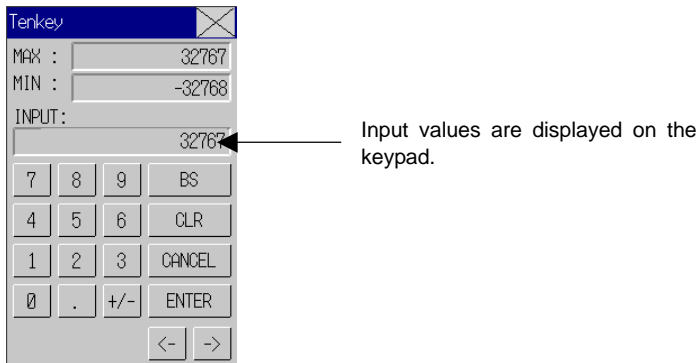 Tenkey
MAX : 32767
MIN : -32768
INPUT:
32767
Input values are displayed on the
keypad.
7 8 9 BS
4 5 6 CLR
1 2 3 CANCEL
0 . +/- ENTER
<- ->